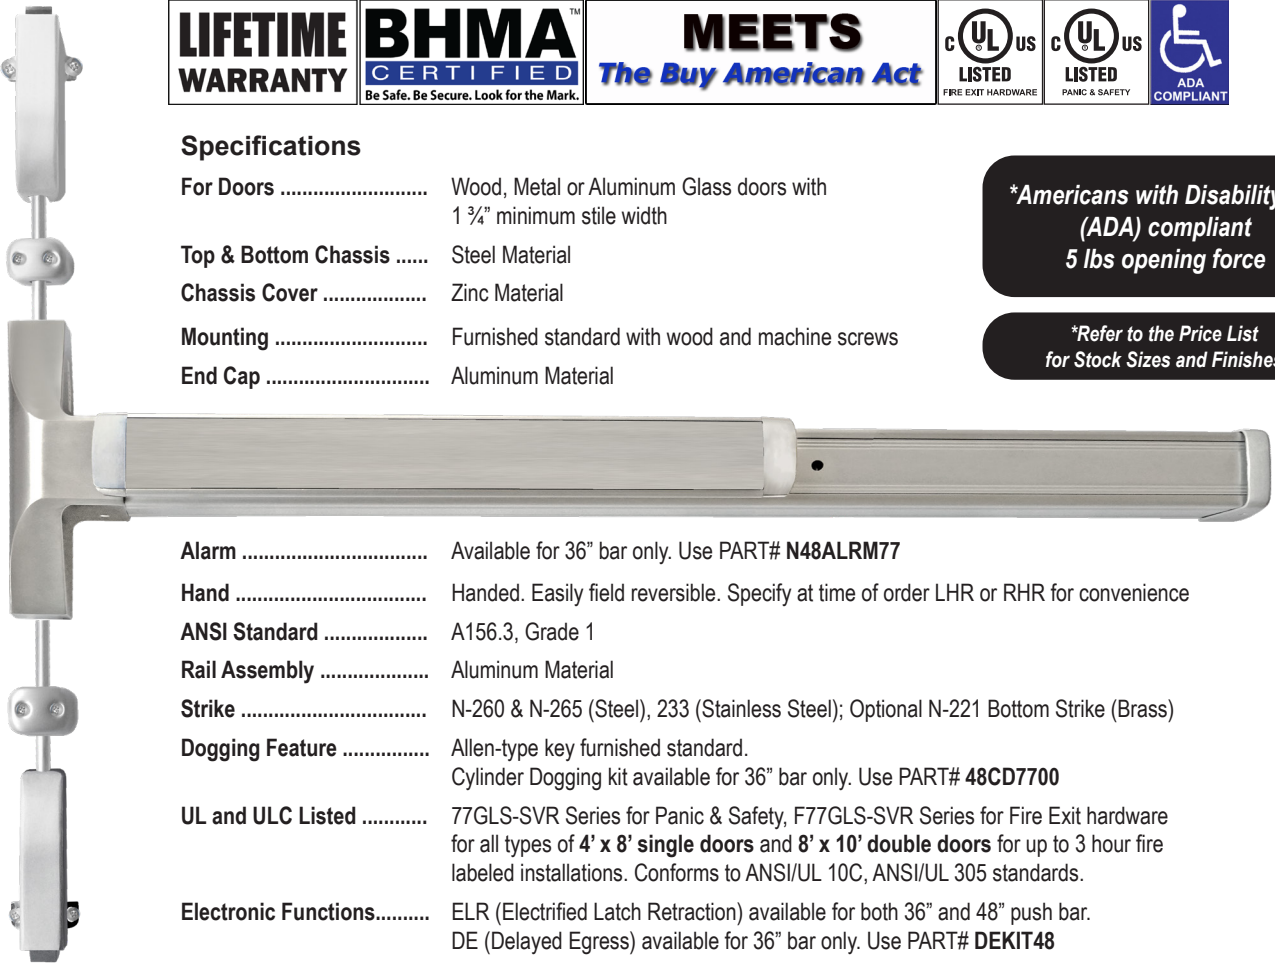 LIFETIME
WARRANTY
BHMA™
CERTIFIED
Be Safe. Be Secure. Look for the Mark.
MEETS
The Buy American Act
C UL US
LISTED
FIRE EXIT HARDWARE
C UL US
LISTED
PANIC & SAFETY
ADA
COMPLIANT
Specifications
For Doors ........................... Wood, Metal or Aluminum Glass doors with
1 ¾” minimum stile width
Top & Bottom Chassis ...... Steel Material
Chassis Cover ................... Zinc Material
Mounting ............................ Furnished standard with wood and machine screws
End Cap .............................. Aluminum Material
*Americans with Disability
(ADA) compliant
5 lbs opening force
*Refer to the Price List
for Stock Sizes and Finishes
Alarm .................................. Available for 36” bar only. Use PART# N48ALRM77
Hand ................................... Handed. Easily field reversible. Specify at time of order LHR or RHR for convenience
ANSI Standard ................... A156.3, Grade 1
Rail Assembly .................... Aluminum Material
Strike .................................. N-260 & N-265 (Steel), 233 (Stainless Steel); Optional N-221 Bottom Strike (Brass)
Dogging Feature ................ Allen-type key furnished standard.
Cylinder Dogging kit available for 36” bar only. Use PART# 48CD7700
UL and ULC Listed ............ 77GLS-SVR Series for Panic & Safety, F77GLS-SVR Series for Fire Exit hardware
for all types of 4’ x 8’ single doors and 8’ x 10’ double doors for up to 3 hour fire
labeled installations. Conforms to ANSI/UL 10C, ANSI/UL 305 standards.
Electronic Functions.......... ELR (Electrified Latch Retraction) available for both 36” and 48” push bar.
DE (Delayed Egress) available for 36” bar only. Use PART# DEKIT48